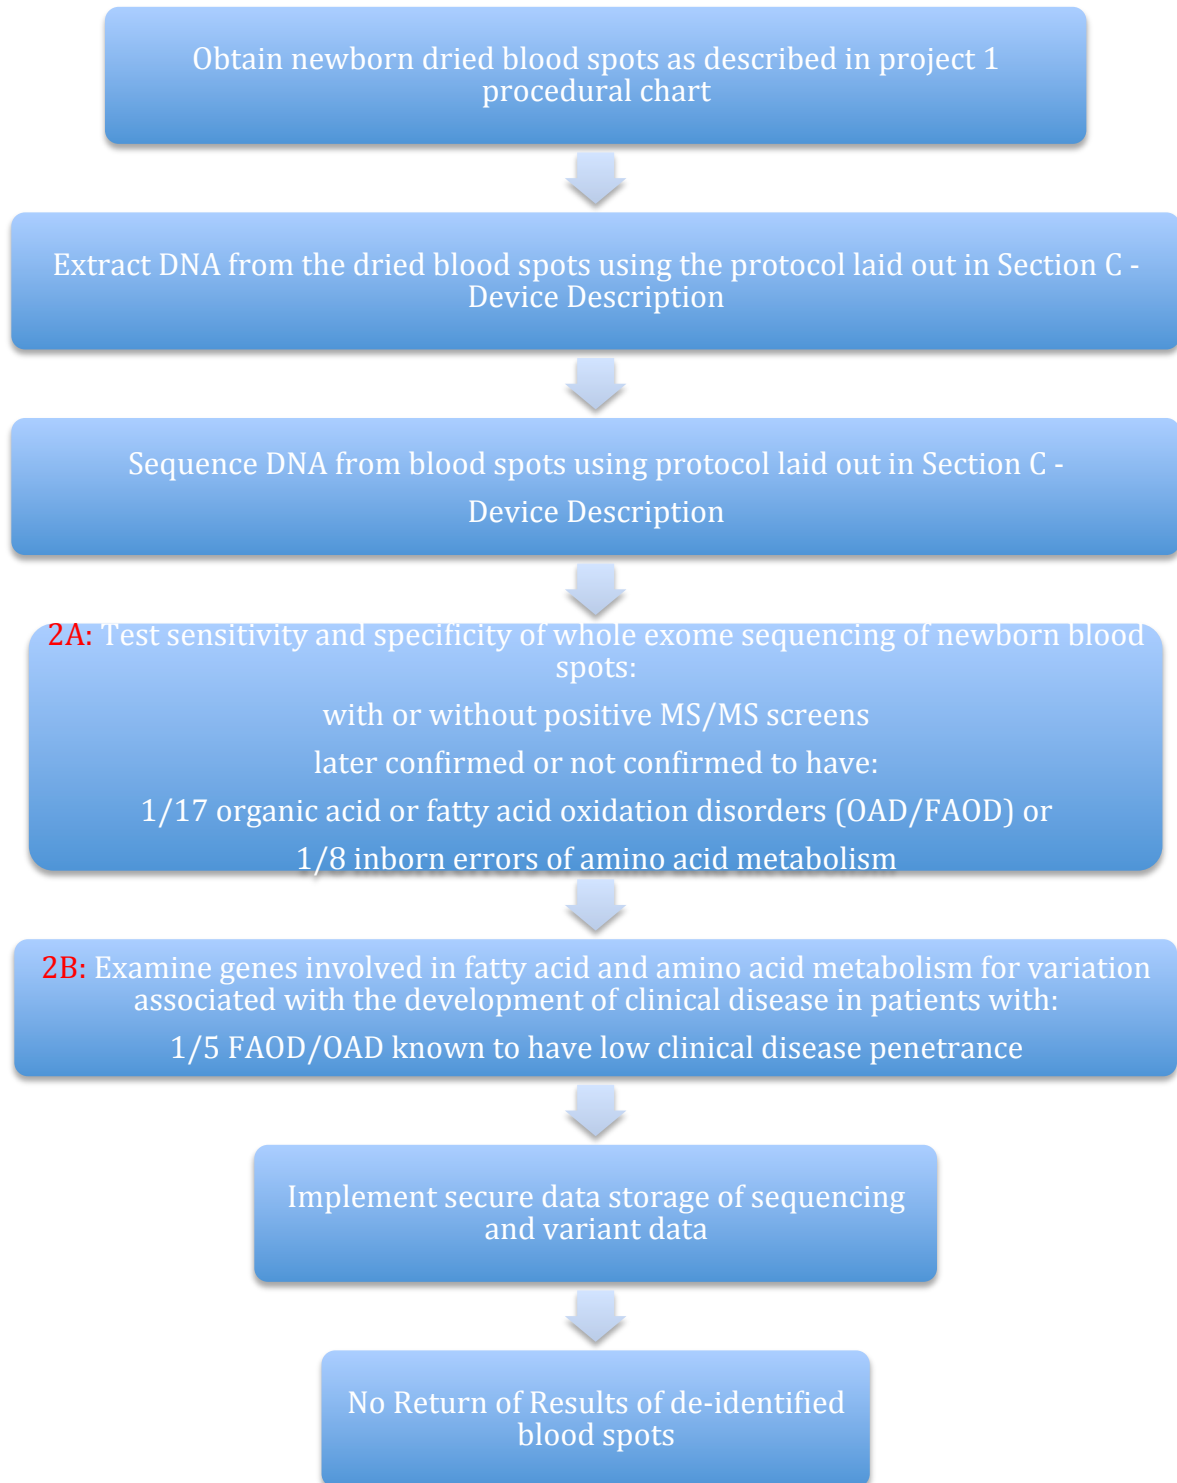 Obtain newborn dried blood spots as described in project 1
procedural chart
Extract DNA from the dried blood spots using the protocol laid out in Section C -
Device Description
Sequence DNA from blood spots using protocol laid out in Section C -
Device Description
2A: Test sensitivity and specificity of whole exome sequencing of newborn blood
spots:
with or without positive MS/MS screens
later confirmed or not confirmed to have:
1/17 organic acid or fatty acid oxidation disorders (OAD/FAOD) or
1/8 inborn errors of amino acid metabolism
2B: Examine genes involved in fatty acid and amino acid metabolism for variation
associated with the development of clinical disease in patients with:
1/5 FAOD/OAD known to have low clinical disease penetrance
Implement secure data storage of sequencing
and variant data
No Return of Results of de-identified
blood spots